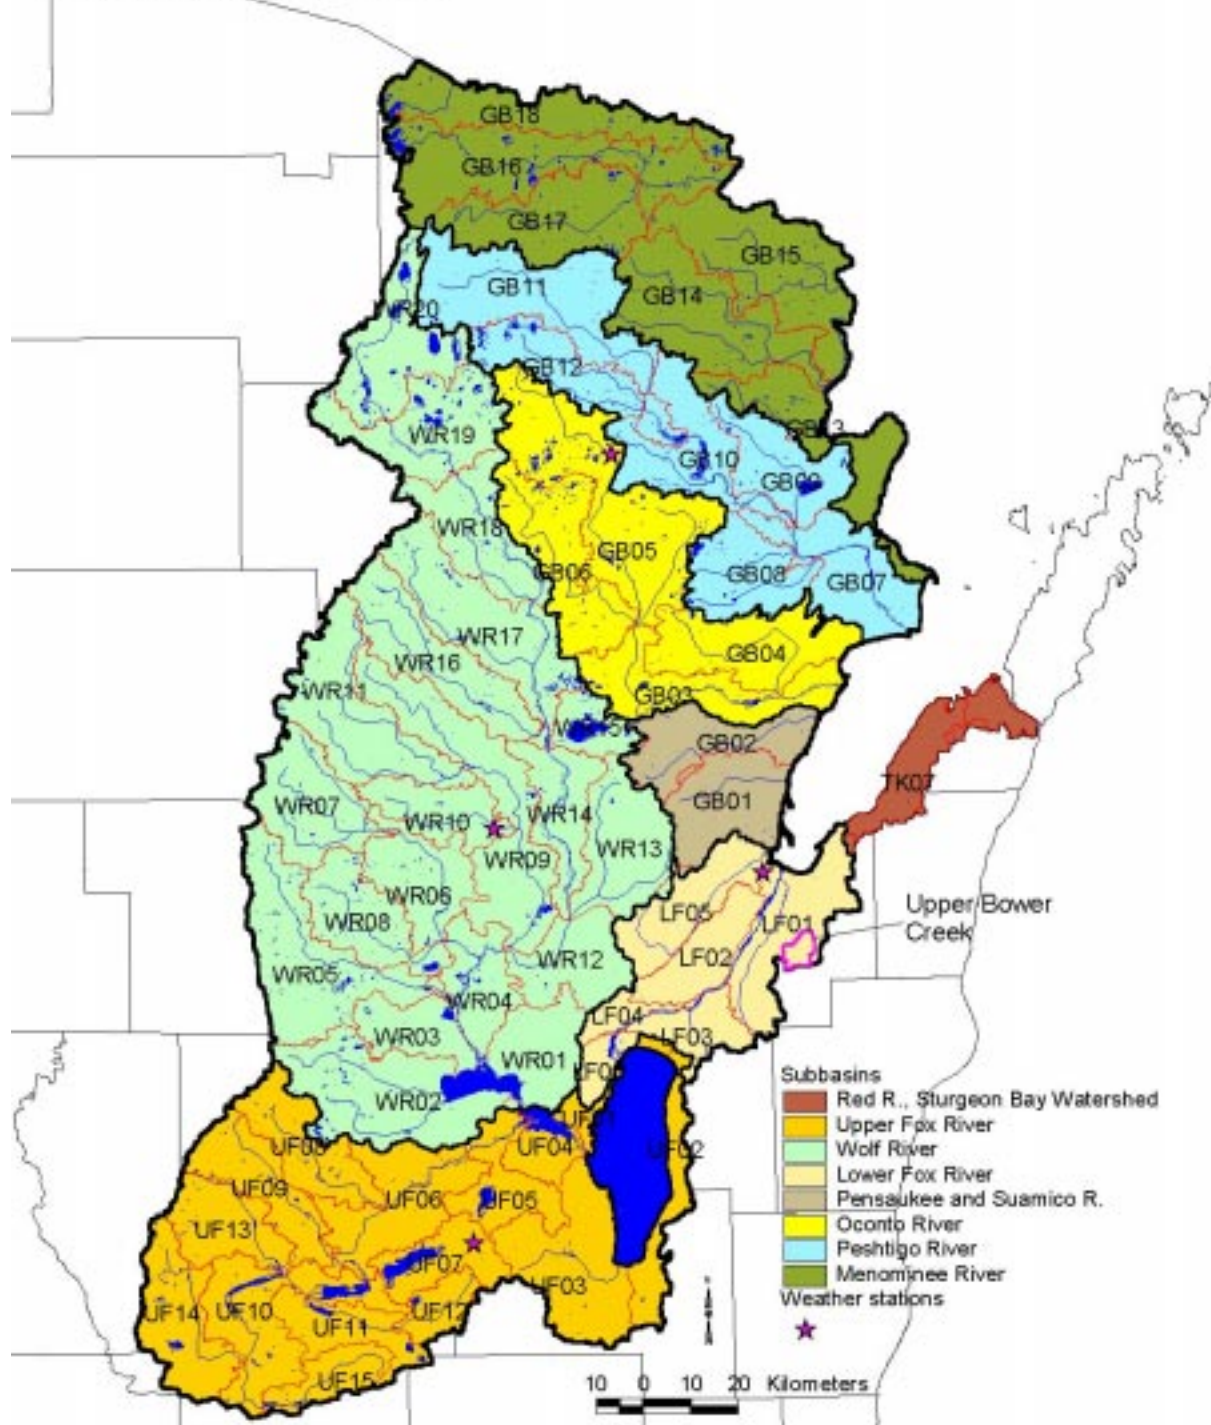 GB18
GB16
GB17
GB15
GB11
GB14
GB12
WR19
GB10
WR18
GB05
GB06
GB08
GB07
WR17
GB04
WR16
WR11
GB03
GB02
TK07
GB01
WR07
WR10
WR14
WR09
WR13
WR06
LF05
LF01
Upper Bower
Creek
WR08
LF02
WR12
WR05
WR04
LF04
WR03
LF03
WR01
WR02
UF04
UF02
UF08
UF09
UF06
UF05
UF13
UF07
UF03
UF14
UF10
UF11
UF12
UF15
Subbasins
Red R., Sturgeon Bay Watershed
Upper Fox River
Wolf River
Lower Fox River
Pensaukee and Suamico R.
Oconto River
Peshtigo River
Menominee River
Weather stations
10 0 10 20 Kilometers